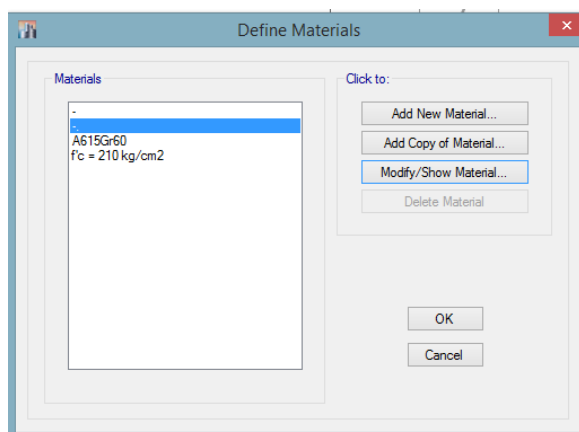 Define Materials
Materials
-
-.
A615Gr60
f'c = 210 kg/cm2
Click to:
Add New Material...
Add Copy of Material...
Modify/Show Material...
Delete Material
OK
Cancel